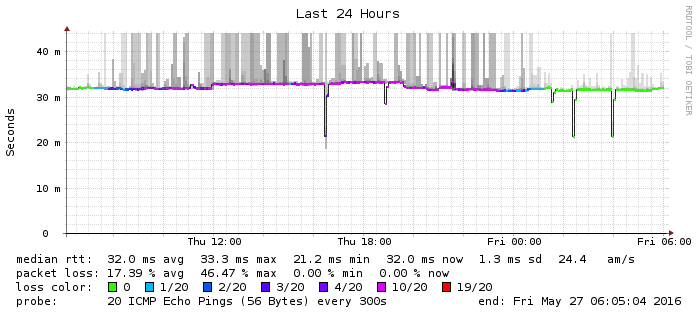 Last 24 Hours
RRDTOOL / TOBI OETIKER
Seconds
40 m
30 m
20 m
10 m
0
Thu 12:00 Thu 18:00 Fri 00:00 Fri 06:00
median rtt: 32.0 ms avg 33.3 ms max 21.2 ms min 32.0 ms now 1.3 ms sd 24.4 am/s
packet loss: 17.39 % avg 46.47 % max 0.00 % min 0.00 % now
loss color: 0 1/20 2/20 3/20 4/20 10/20 19/20
probe: 20 ICMP Echo Pings (56 Bytes) every 300s end: Fri May 27 06:05:04 2016